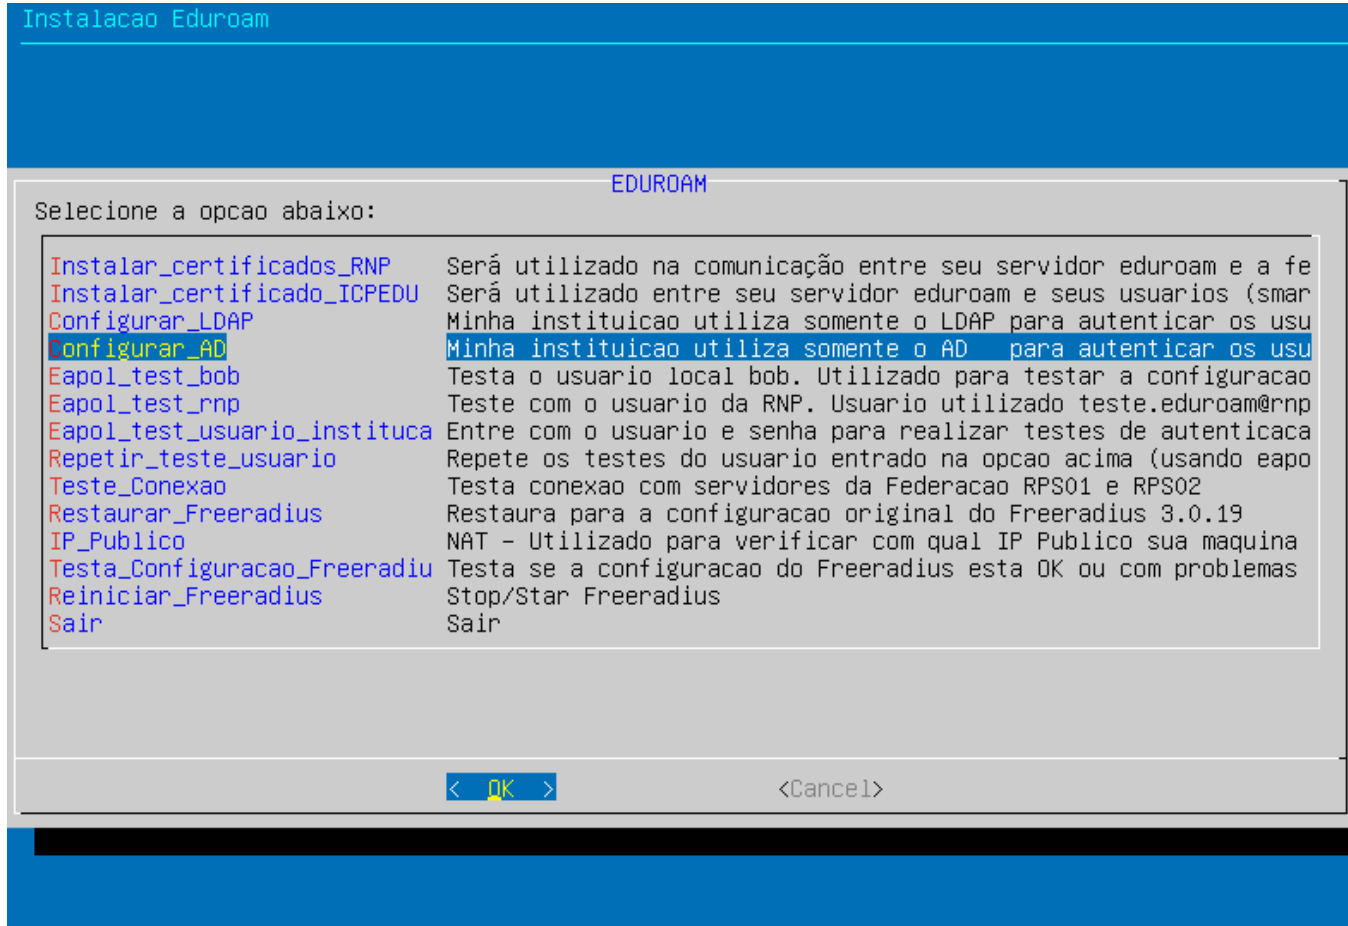 Instalacao Eduroam
EDUROAM
Selecione a opcao abaixo:
Instalar_certificados_RNP Será utilizado na comunicação entre seu servidor eduroam e a fe
Instalar_certificado_ICPEDU Será utilizado entre seu servidor eduroam e seus usuarios (smar
Configurar_LDAP Minha instituicao utiliza somente o LDAP para autenticar os usu
Configurar_AD Minha instituicao utiliza somente o AD para autenticar os usu
Eapol_test_bob Testa o usuario local bob. Utilizado para testar a configuracao
Eapol_test_rnp Teste com o usuario da RNP. Usuario utilizado teste.eduroam@rnp
Eapol_test_usuario_instituca Entre com o usuario e senha para realizar testes de autenticaca
Repetir_teste_usuario Repete os testes do usuario entrado na opcao acima (usando eapo
Teste_Conexao Testa conexao com servidores da Federacao RPS01 e RPS02
Restaurar_Freeradius Restaura para a configuracao original do Freeradius 3.0.19
IP_Publico NAT - Utilizado para verificar com qual IP Publico sua maquina
Testa_Configuracao_Freeradiu Testa se a configuracao do Freeradius esta OK ou com problemas
Reiniciar_Freeradius Stop/Star Freeradius
Sair Sair
< OK > <Cancel>